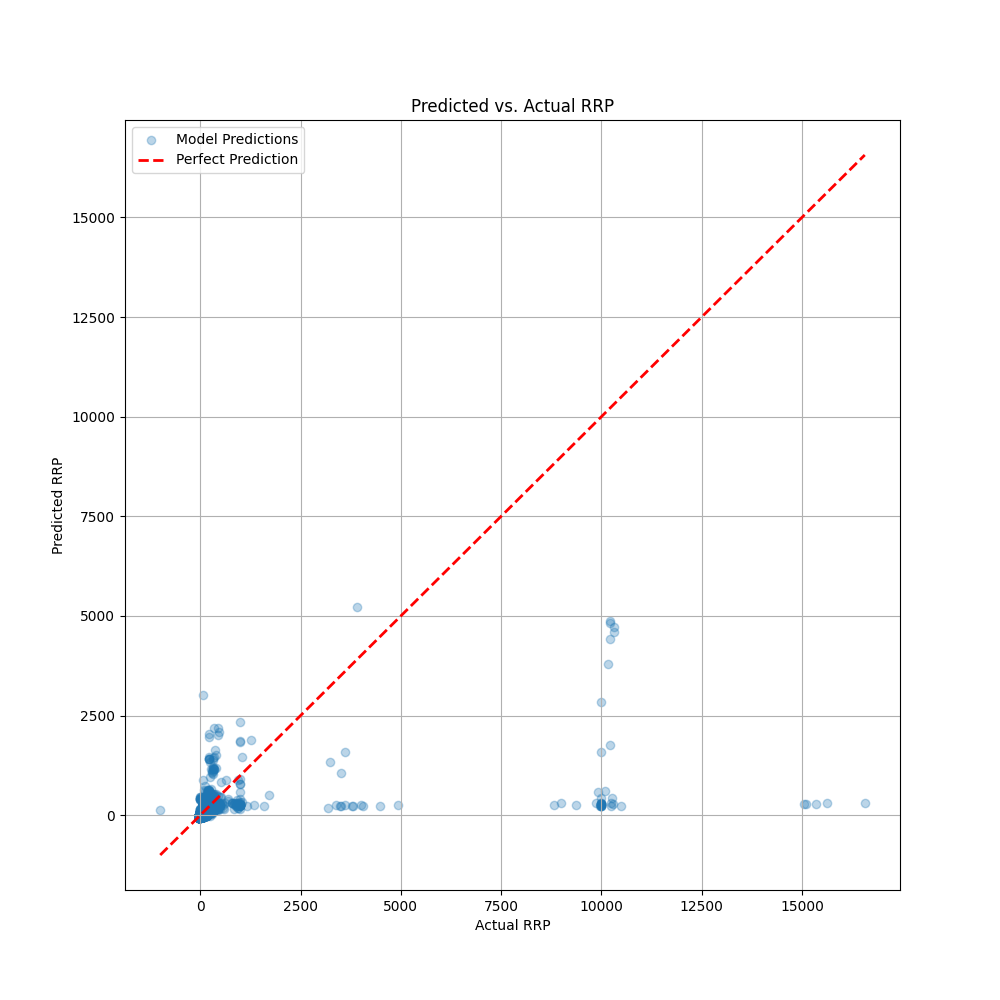 Predicted vs. Actual RRP
Model Predictions
Perfect Prediction
15000
12500
10000
7500
5000
2500
0
Predicted RRP
0 2500 5000 7500 10000 12500 15000
Actual RRP